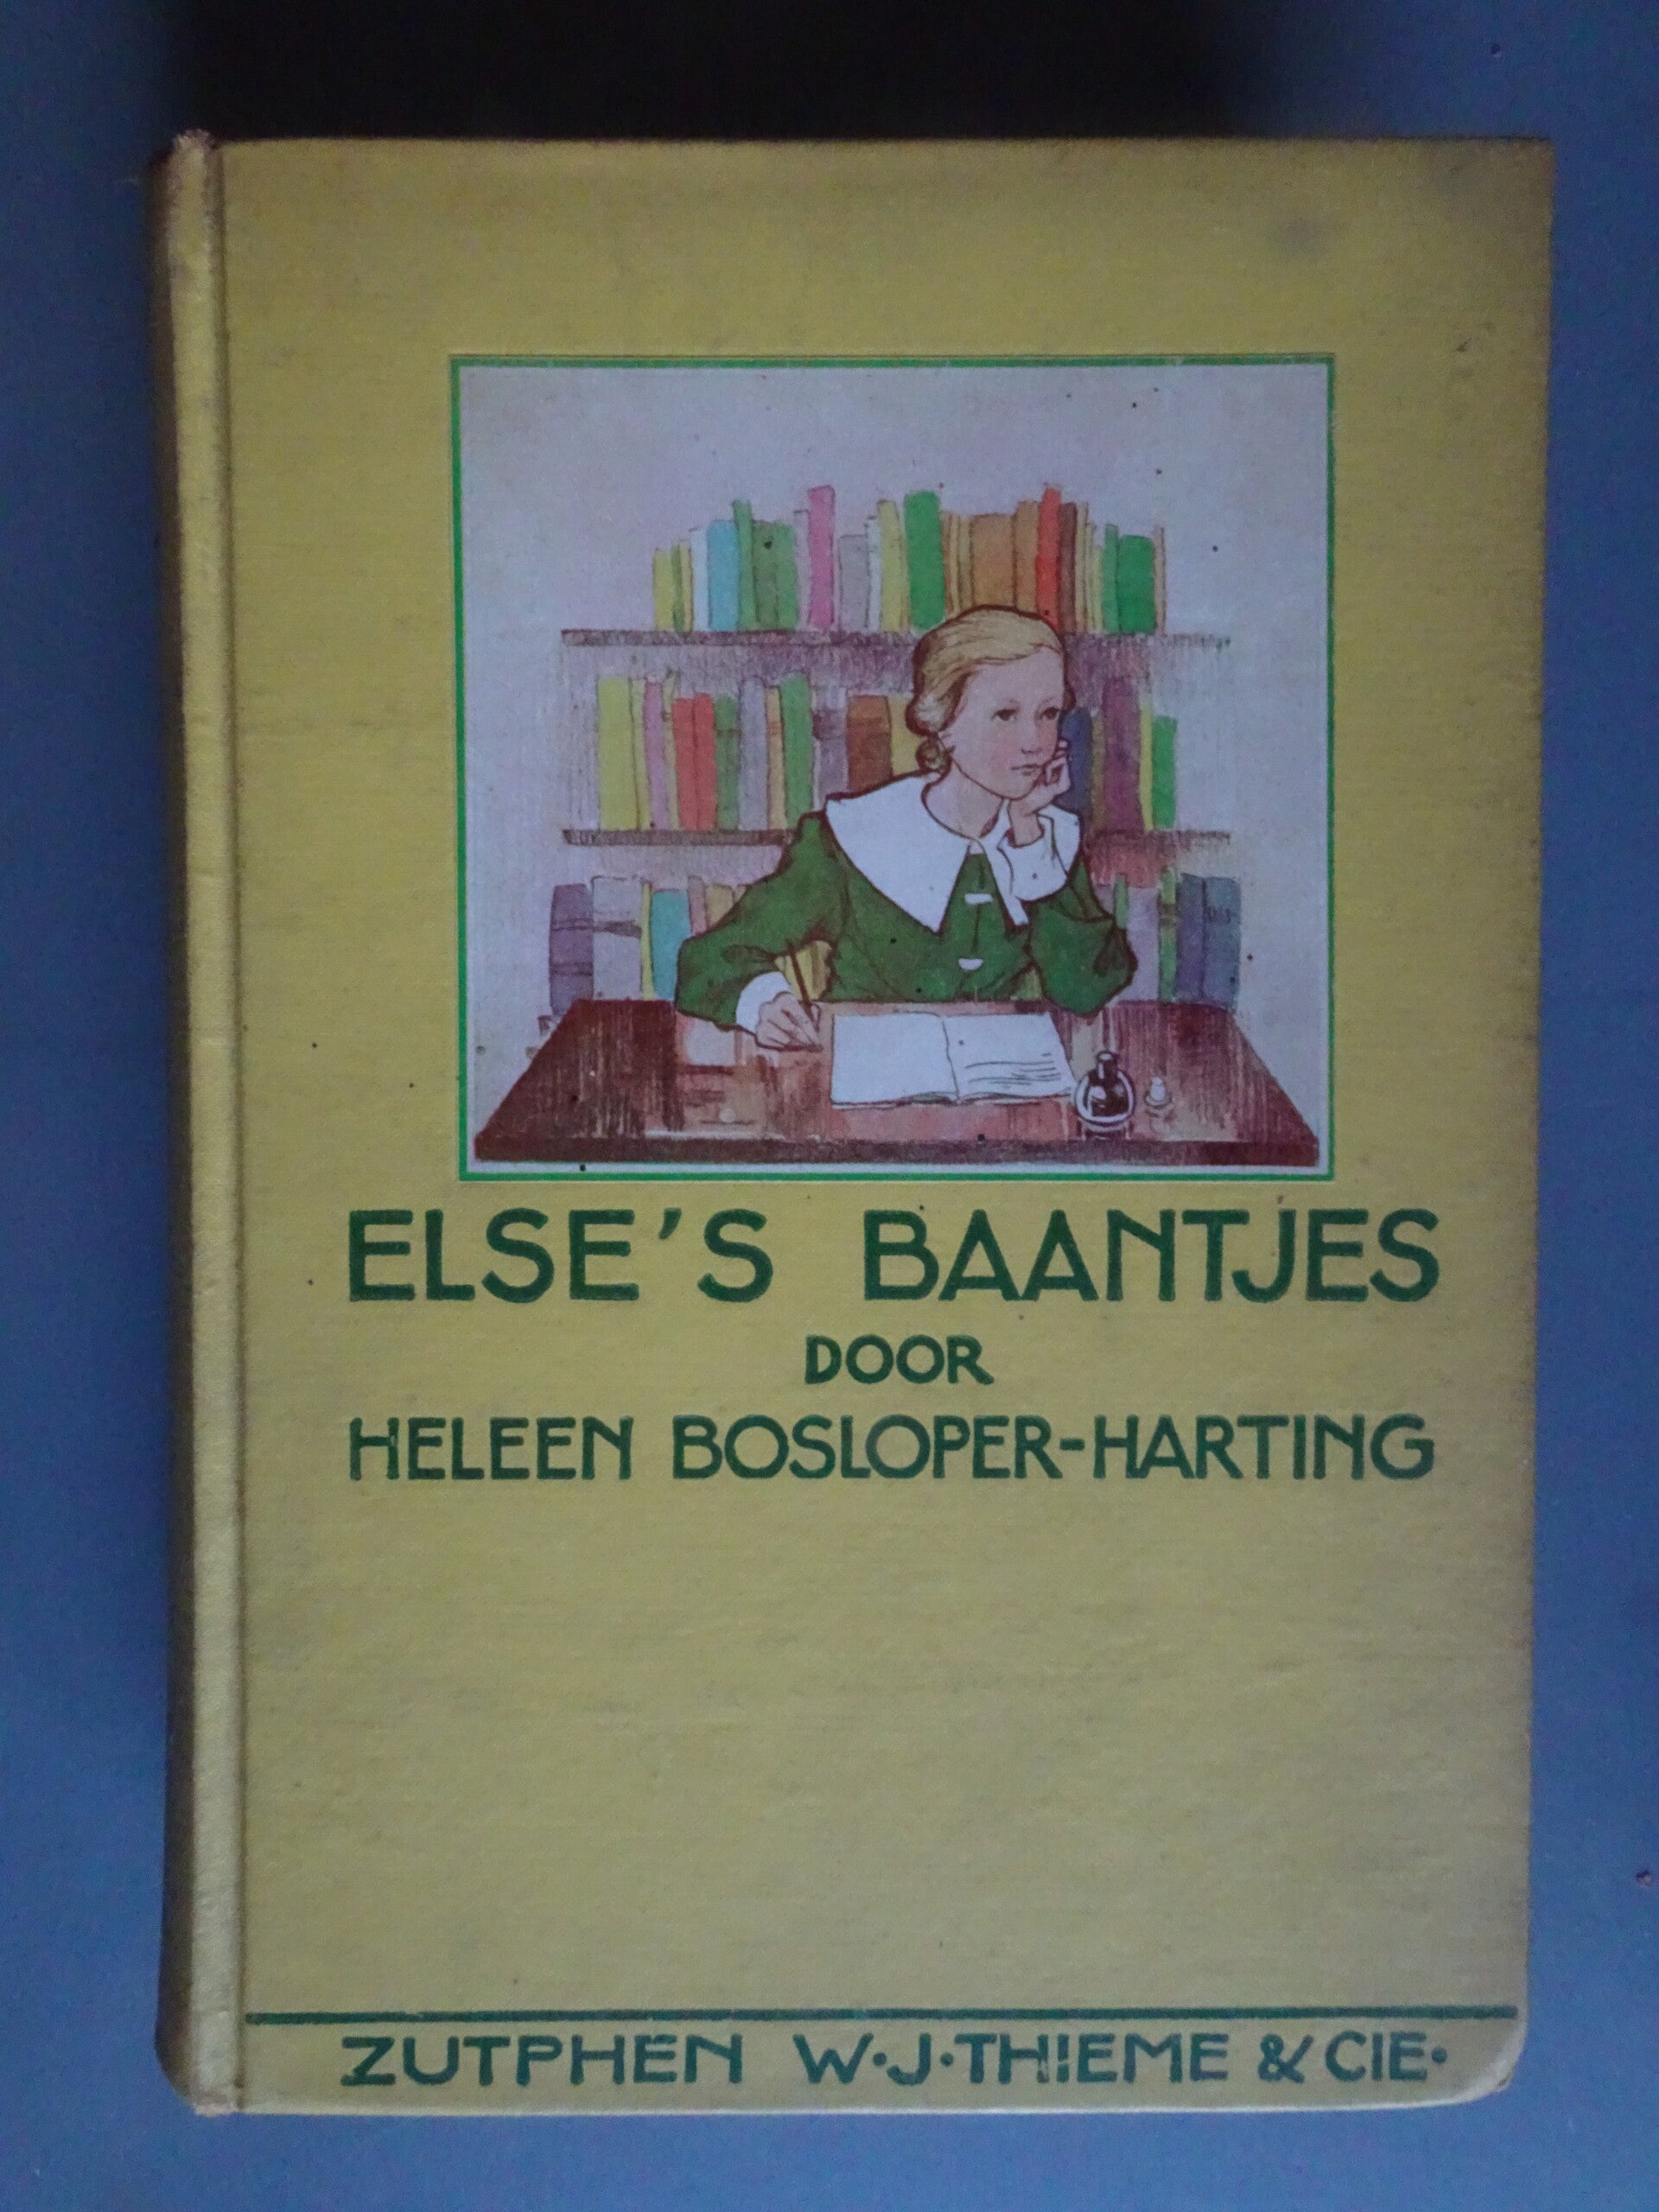 ELSE'S BAANTJES
DOOR
HELEEN BOSLOPER-HARTING
ZUTPHEN W·J·THIEME & CIE·